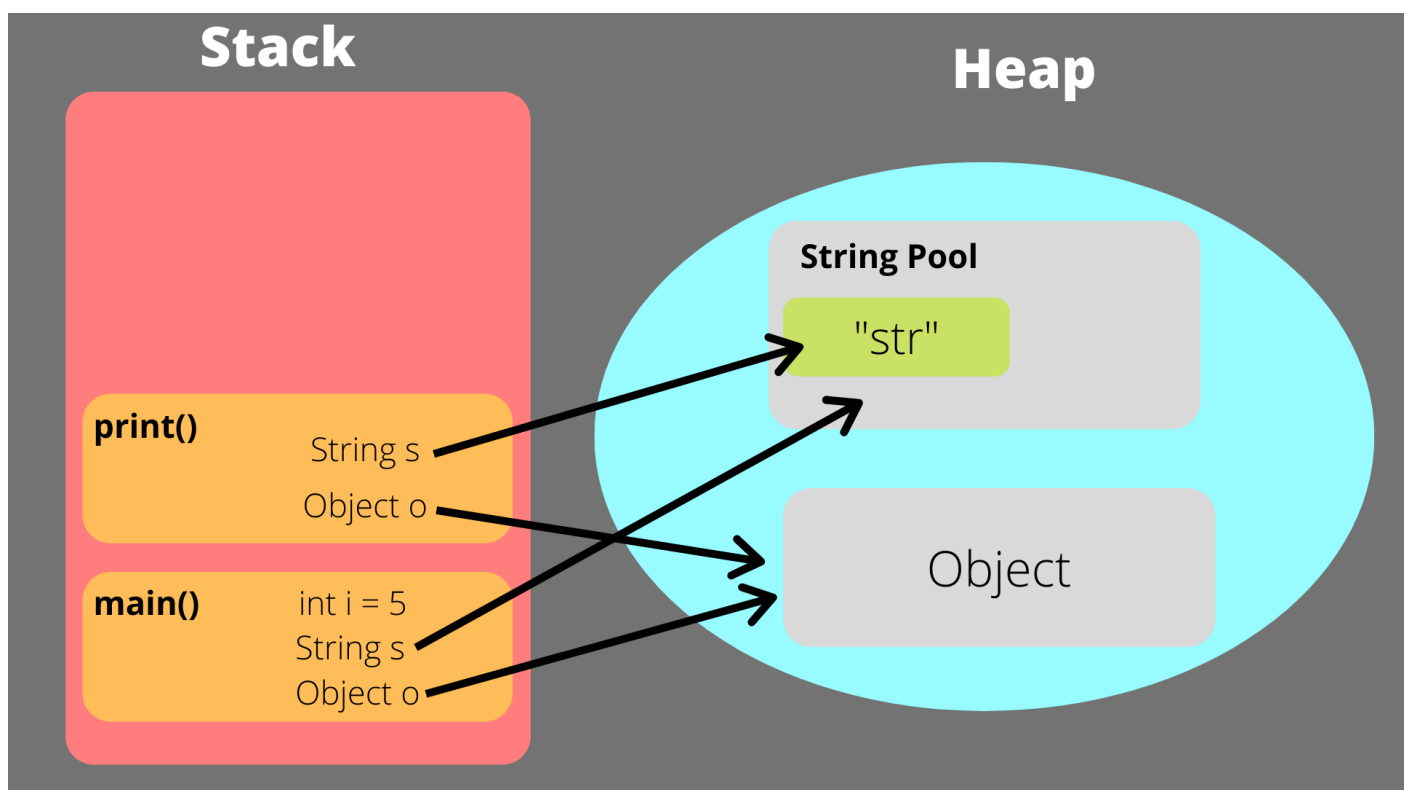 Stack
Heap
String Pool
"str"
print()
String s
Object o
Object
main()
int i = 5
String s
Object o